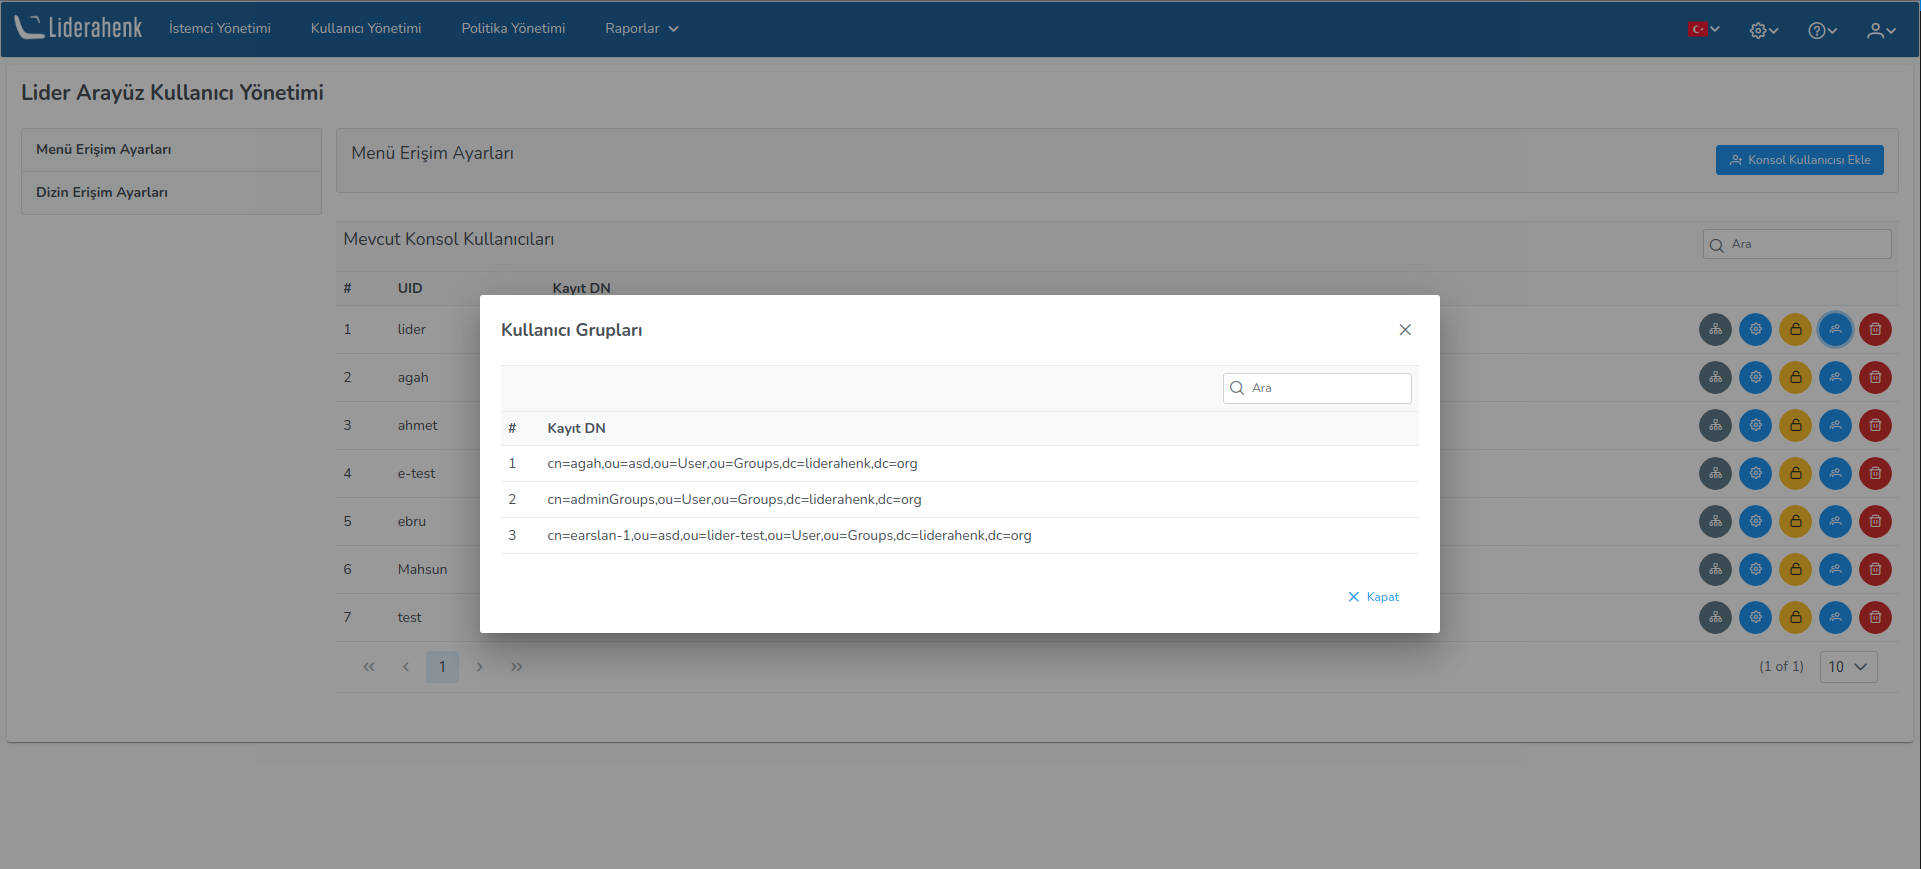 Liderahenk İstemci Yönetimi Kullanıcı Yönetimi Politika Yönetimi Raporlar
Lider Arayüz Kullanıcı Yönetimi
Menü Erişim Ayarları
Dizin Erişim Ayarları
Menü Erişim Ayarları
Konsol Kullanıcısı Ekle
Mevcut Konsol Kullanıcıları
Ara
# UID Kayıt DN
1 lider
2 agah
3 ahmet
4 e-test
5 ebru
6 Mahsun
7 test
1
(1 of 1) 10
Kullanıcı Grupları
Ara
# Kayıt DN
1 cn=agah,ou=asd,ou=User,ou=Groups,dc=liderahenk,dc=org
2 cn=adminGroups,ou=User,ou=Groups,dc=liderahenk,dc=org
3 cn=earslan-1,ou=asd,ou=lider-test,ou=User,ou=Groups,dc=liderahenk,dc=org
Kapat